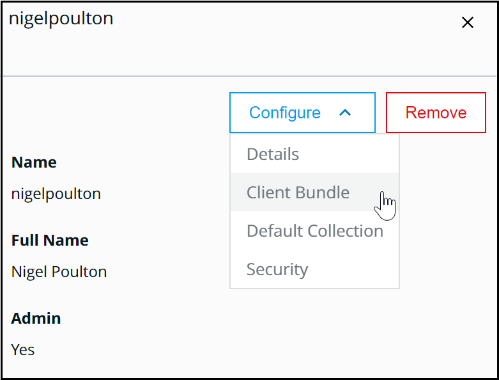 nigelpoulton
Configure
Remove
Details
Client Bundle
Default Collection
Security
Name
nigelpoulton
Full Name
Nigel Poulton
Admin
Yes